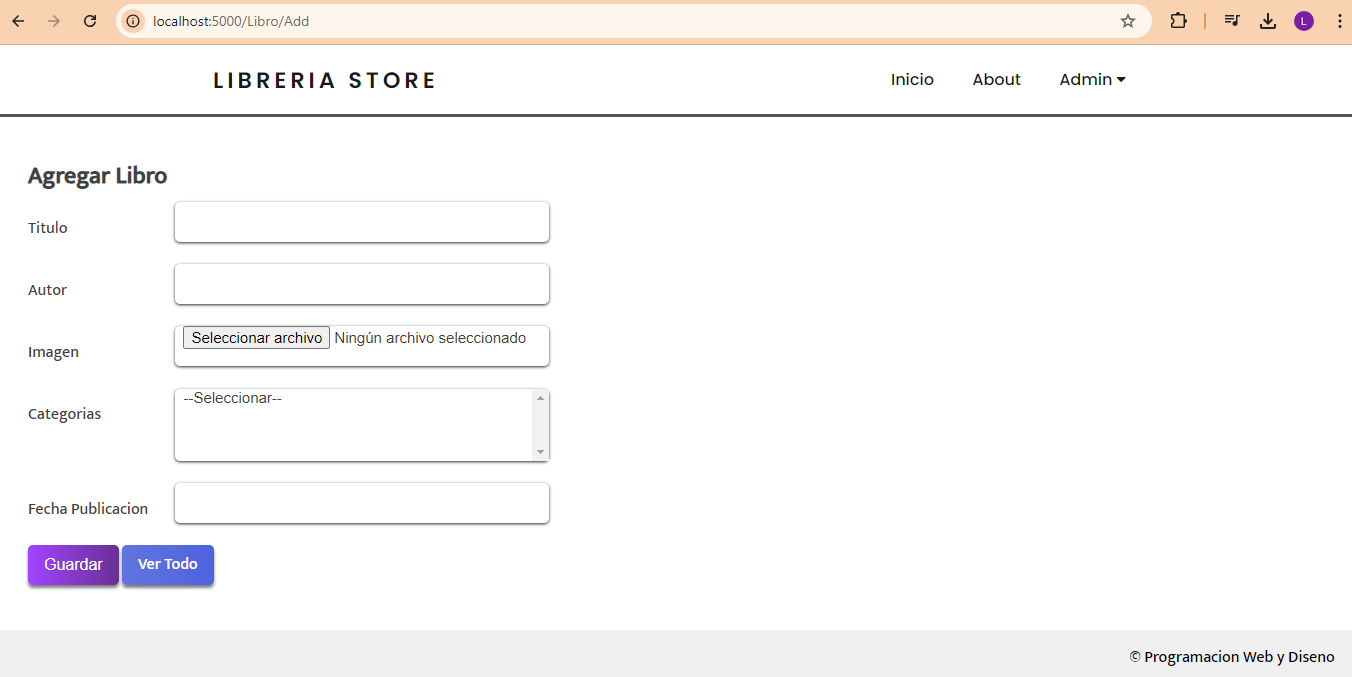 localhost:5000/Libro/Add
L
LIBRERIA STORE
Inicio About Admin
Agregar Libro
Titulo
Autor
Imagen Seleccionar archivo Ningún archivo seleccionado
Categorias --Seleccionar--
Fecha Publicacion
Guardar Ver Todo
© Programacion Web y Diseno